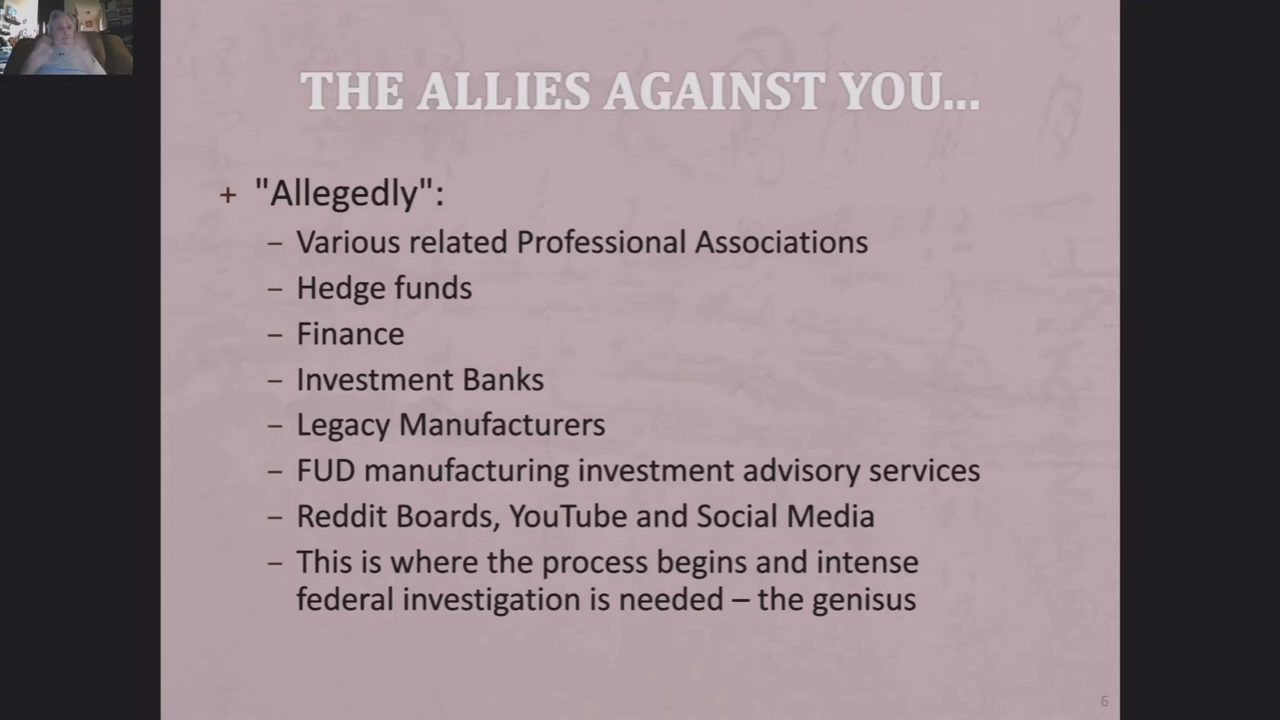 THE ALLIES AGAINST YOU...
+ "Allegedly":
– Various related Professional Associations
– Hedge funds
– Finance
– Investment Banks
– Legacy Manufacturers
– FUD manufacturing investment advisory services
– Reddit Boards, YouTube and Social Media
– This is where the process begins and intense
federal investigation is needed – the genisus
6